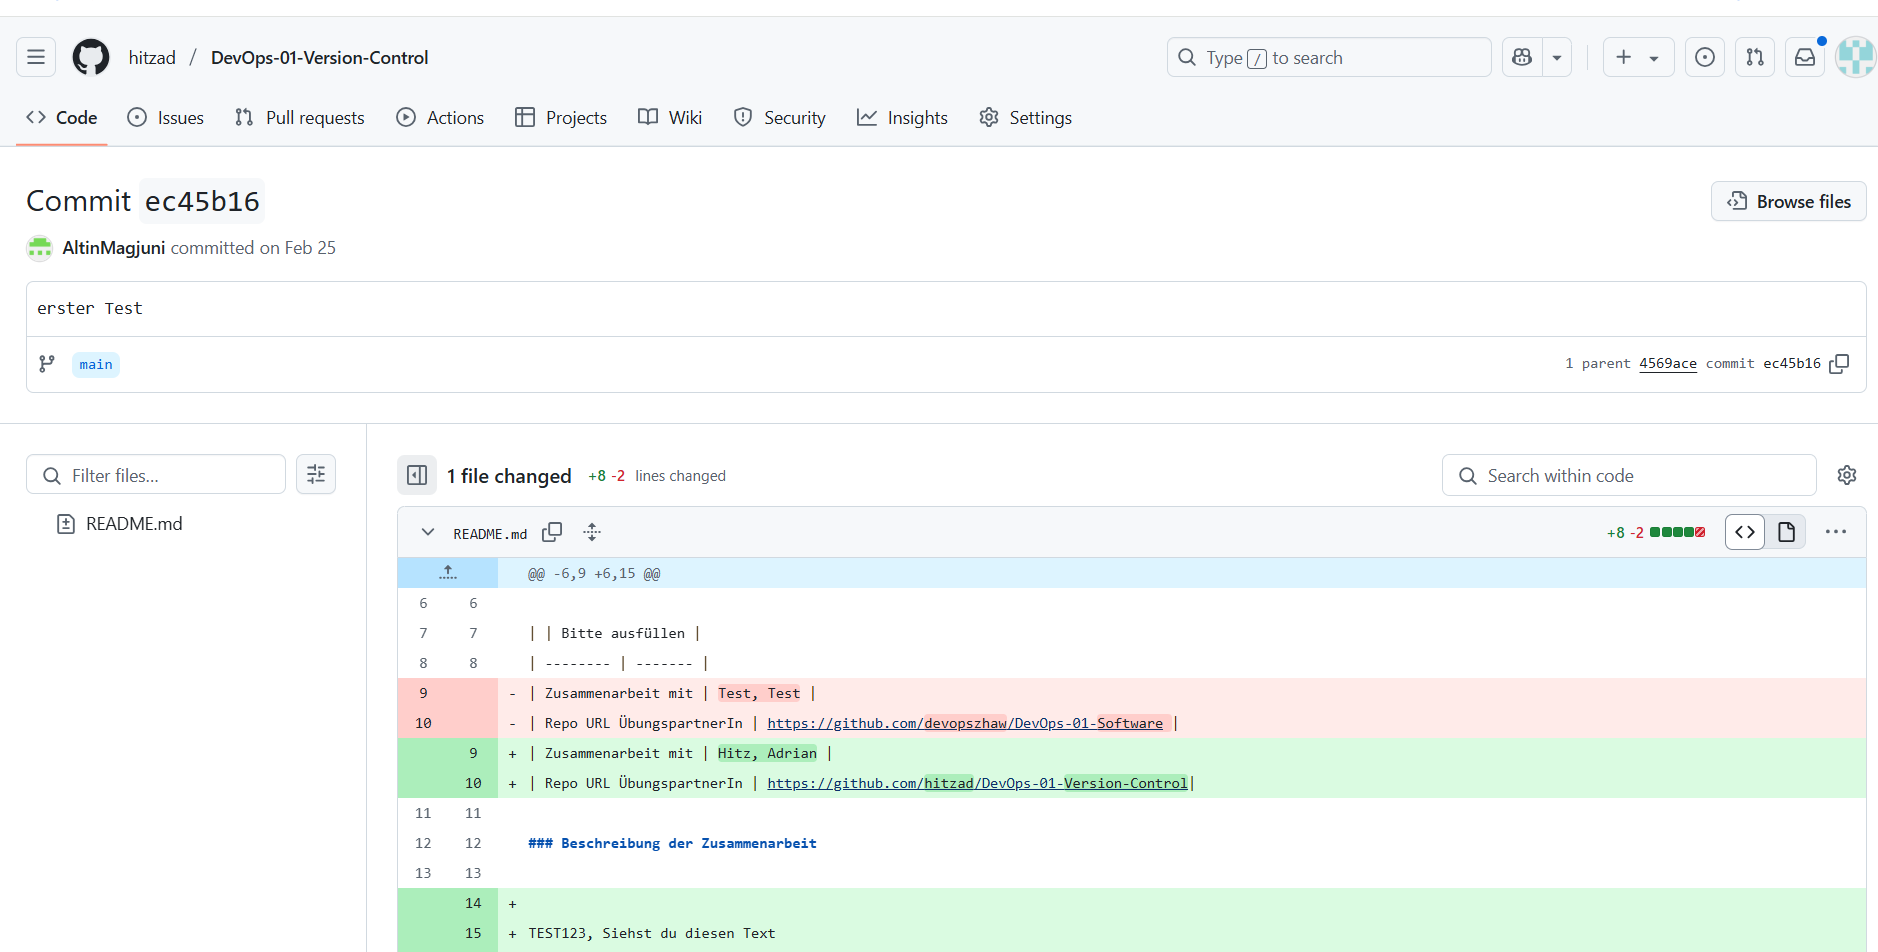 hitzad / DevOps-01-Version-Control
Type / to search
Code
Issues
Pull requests
Actions
Projects
Wiki
Security
Insights
Settings
Commit ec45b16
Browse files
AltinMagjuni committed on Feb 25
erster Test
main
1 parent 4569ace commit ec45b16
Filter files...
1 file changed +8 -2 lines changed
Search within code
README.md
README.md
+8 -2
@@ -6,9 +6,15 @@
6 6
7 7 | | Bitte ausfüllen |
8 8 | -------- | ------- |
9 - | Zusammenarbeit mit | Test, Test |
10 - | Repo URL ÜbungspartnerIn | https://github.com/devopszhaw/DevOps-01-Software |
9 + | Zusammenarbeit mit | Hitz, Adrian |
10 + | Repo URL ÜbungspartnerIn | https://github.com/hitzad/DevOps-01-Version-Control|
11 11
12 12 ### Beschreibung der Zusammenarbeit
13 13
14 +
15 + TEST123, Siehst du diesen Text